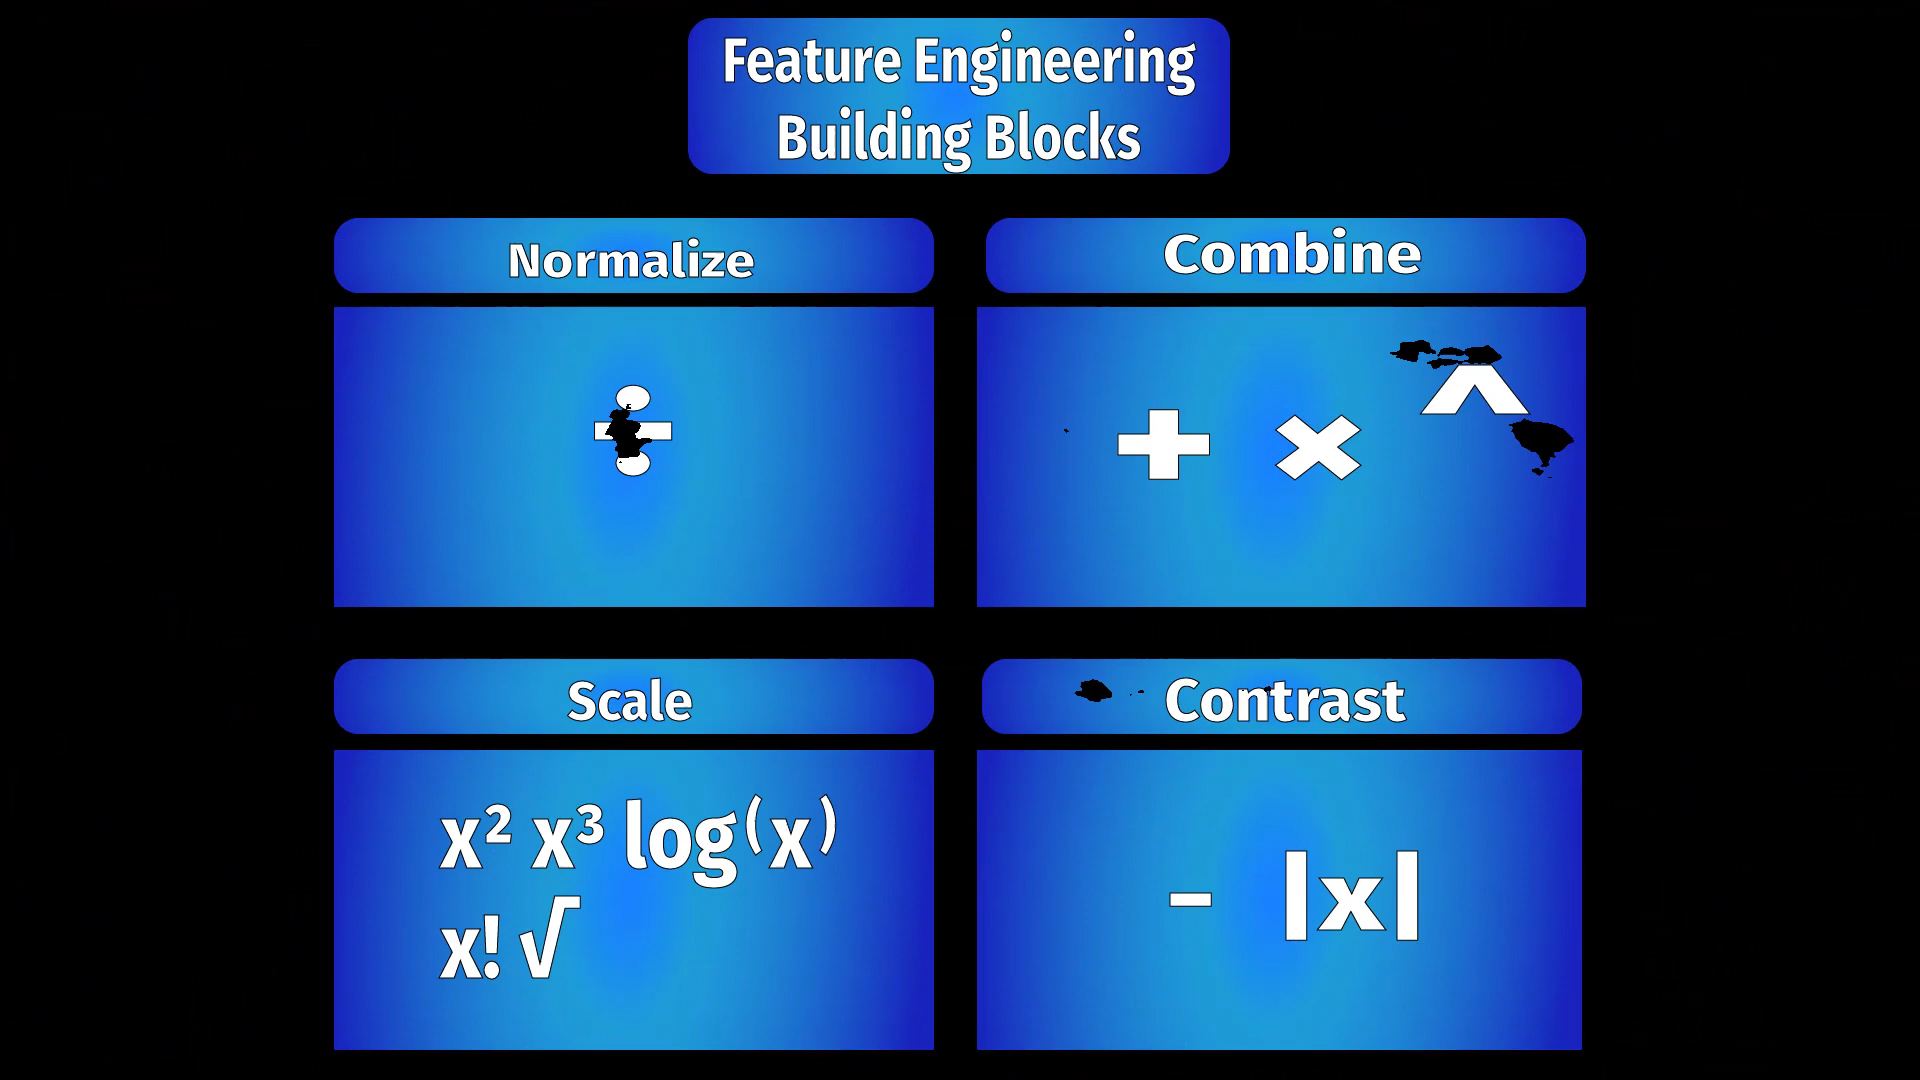 Feature Engineering
Building Blocks
Normalize
÷
Combine
+ × ^
Scale
x² x³ log(x)
x! √
Contrast
- |x|